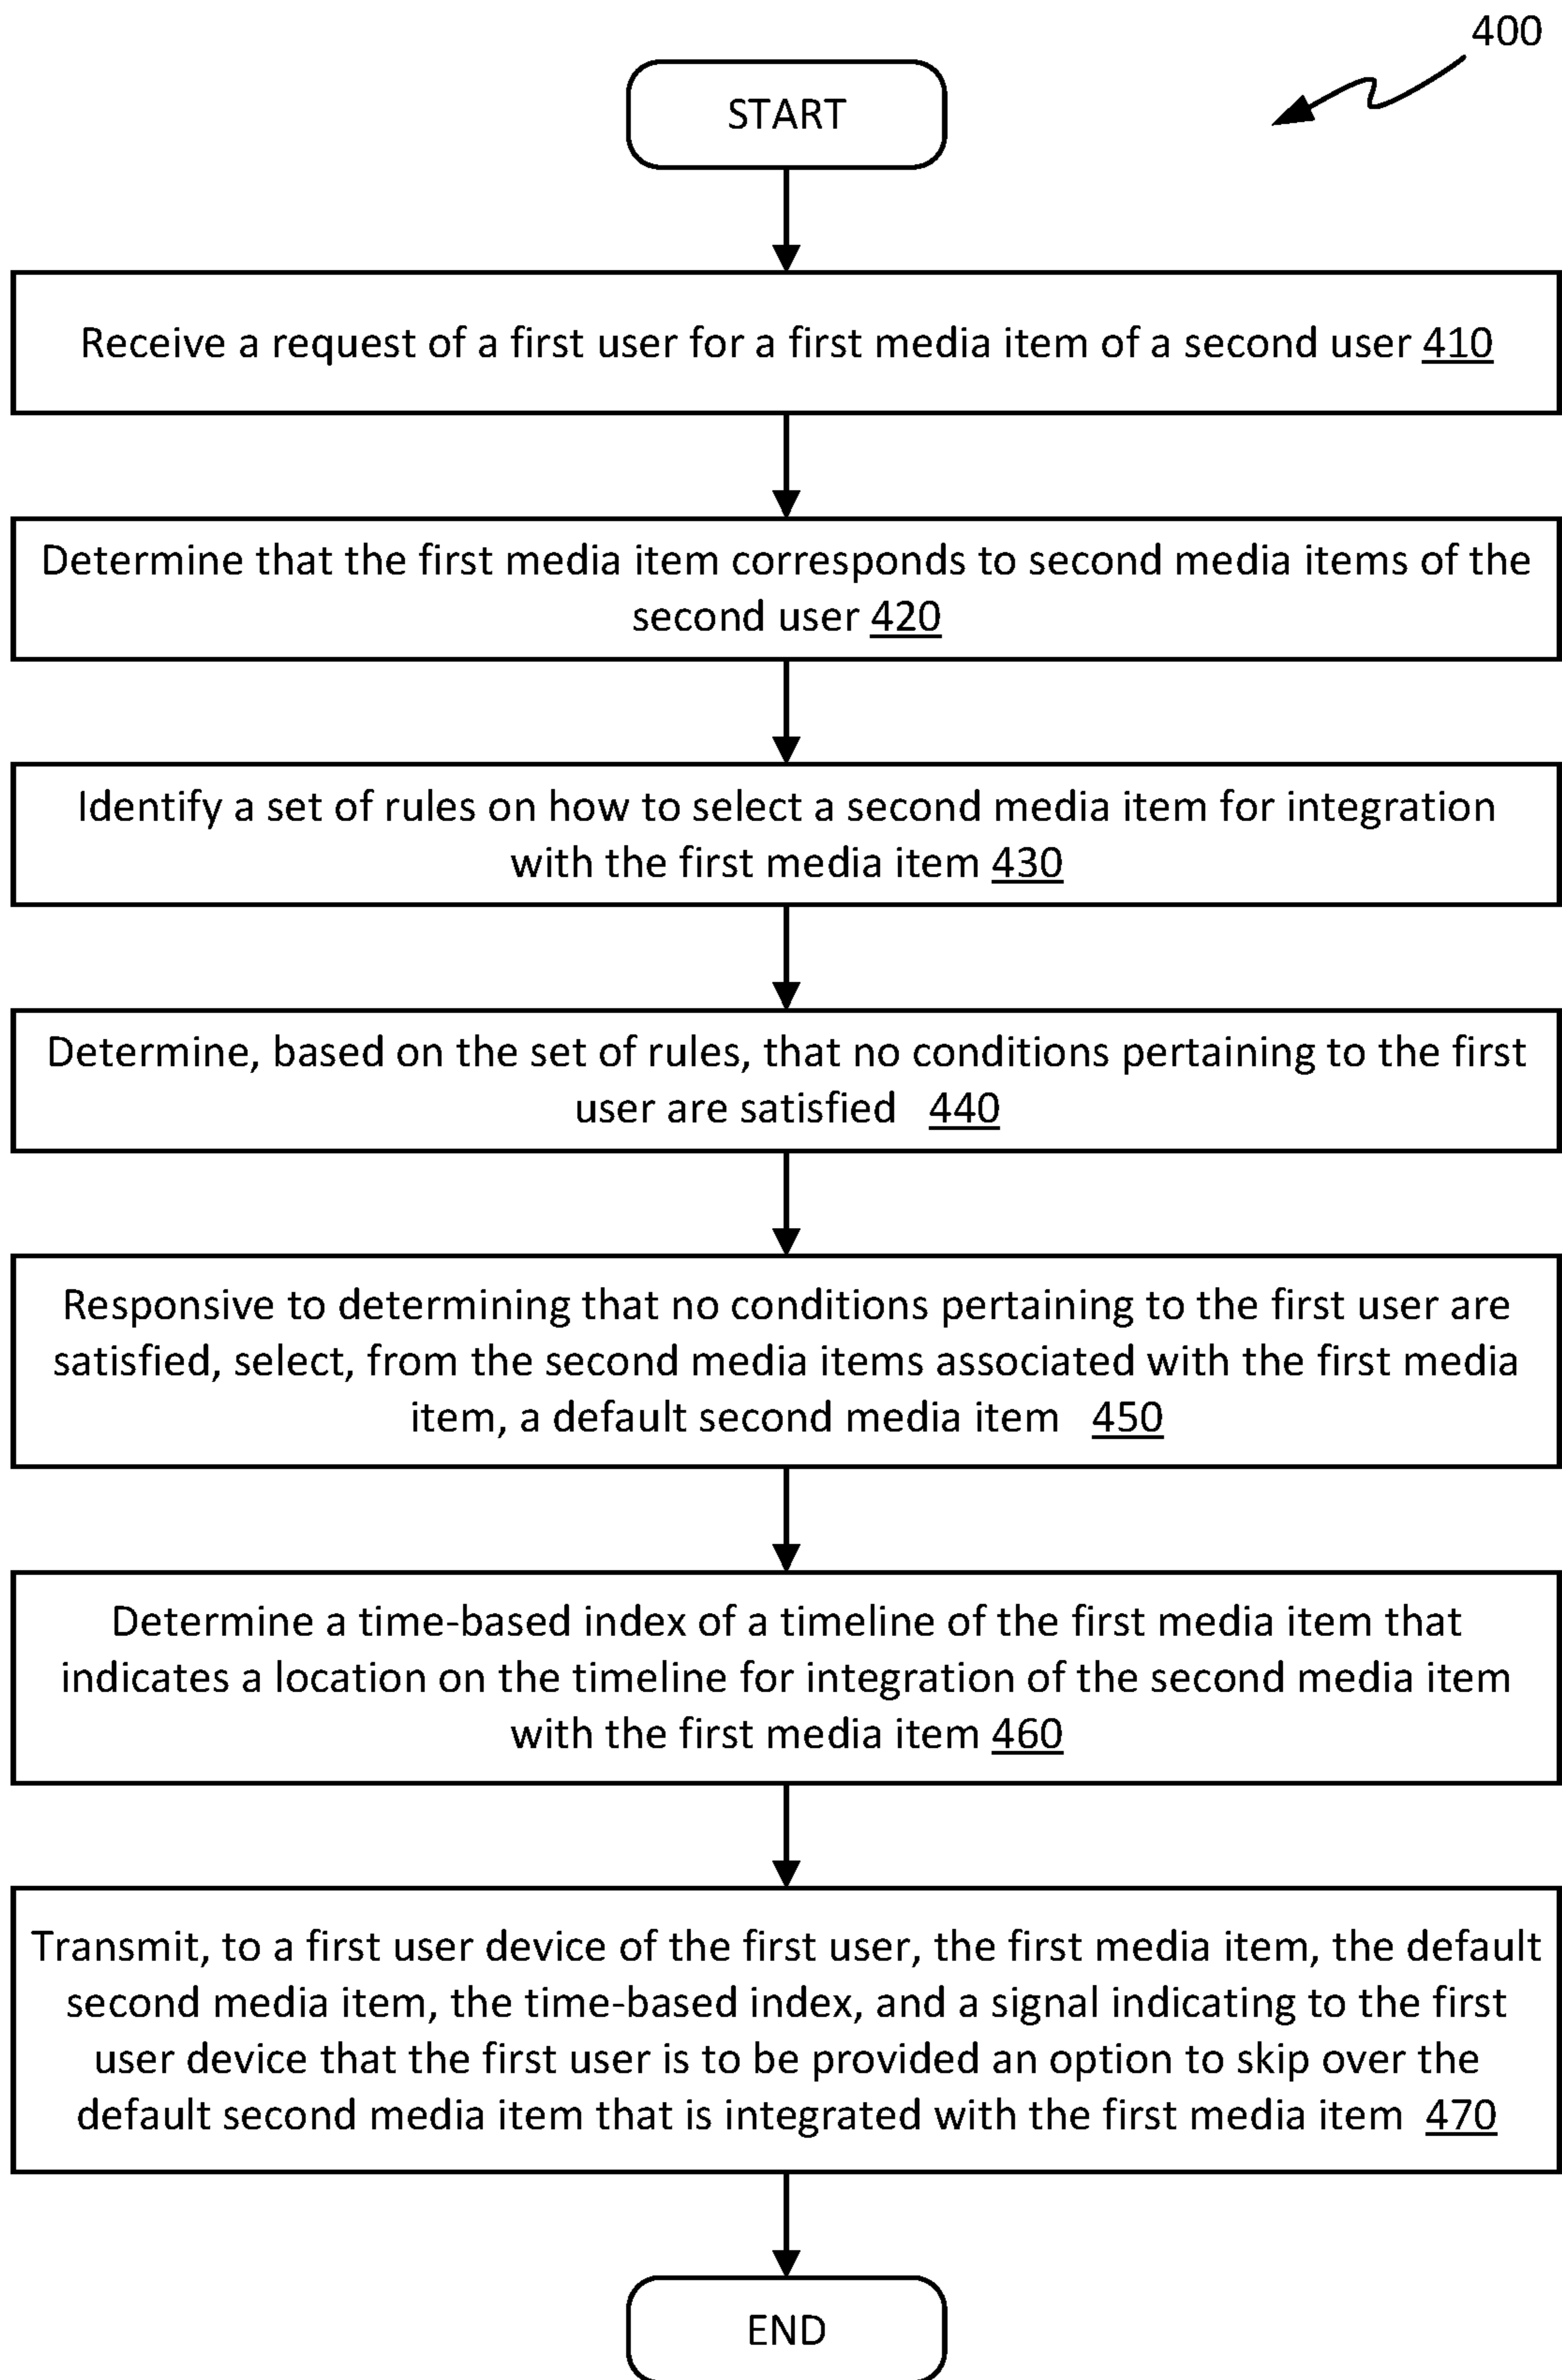 400
START
Receive a request of a first user for a first media item of a second user 410
Determine that the first media item corresponds to second media items of the
second user 420
Identify a set of rules on how to select a second media item for integration
with the first media item 430
Determine, based on the set of rules, that no conditions pertaining to the first
user are satisfied 440
Responsive to determining that no conditions pertaining to the first user are
satisfied, select, from the second media items associated with the first media
item, a default second media item 450
Determine a time-based index of a timeline of the first media item that
indicates a location on the timeline for integration of the second media item
with the first media item 460
Transmit, to a first user device of the first user, the first media item, the default
second media item, the time-based index, and a signal indicating to the first
user device that the first user is to be provided an option to skip over the
default second media item that is integrated with the first media item 470
END